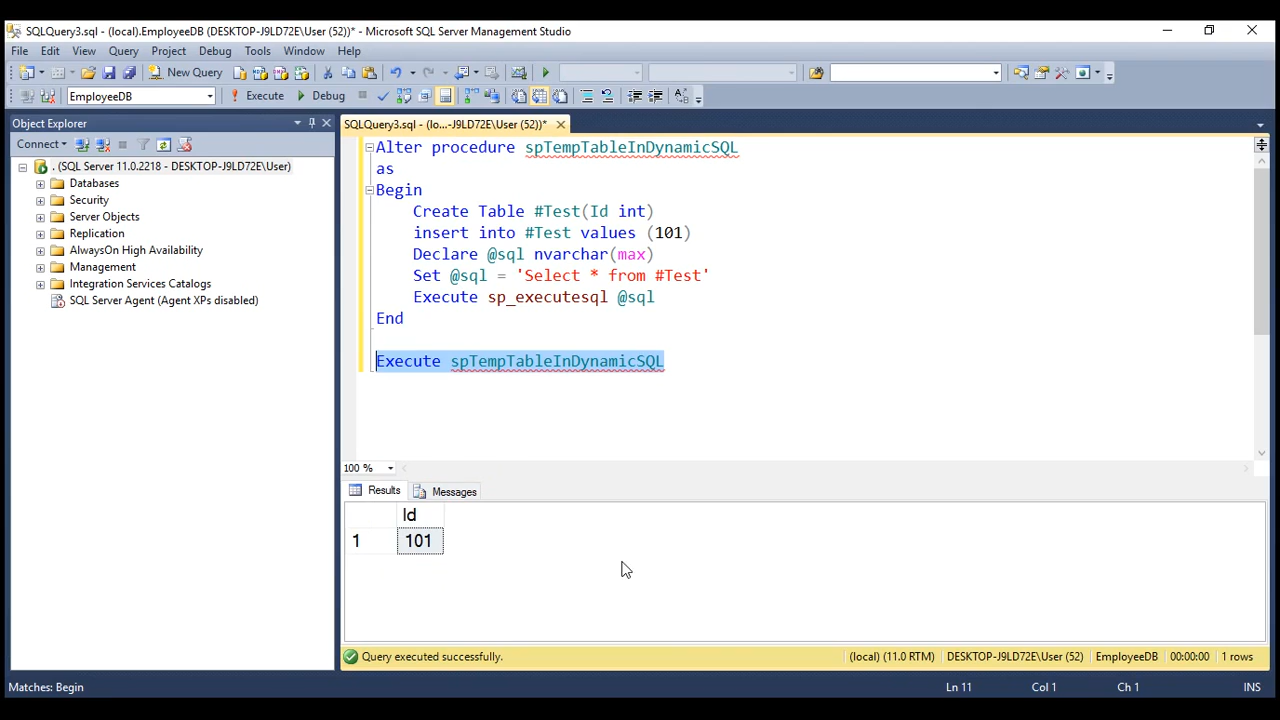 SQLQuery3.sql - (local).EmployeeDB (DESKTOP-J9LD72E\User (52))* - Microsoft SQL Server Management Studio
File Edit View Query Project Debug Tools Window Help
New Query
EmployeeDB Execute Debug
Object Explorer
Connect
. (SQL Server 11.0.2218 - DESKTOP-J9LD72E\User)
Databases
Security
Server Objects
Replication
AlwaysOn High Availability
Management
Integration Services Catalogs
SQL Server Agent (Agent XPs disabled)
SQLQuery3.sql - (lo...-J9LD72E\User (52))*
Alter procedure spTempTableInDynamicSQL
as
Begin
Create Table #Test(Id int)
insert into #Test values (101)
Declare @sql nvarchar(max)
Set @sql = 'Select * from #Test'
Execute sp_executesql @sql
End
Execute spTempTableInDynamicSQL
100 %
Results Messages
Id
1 101
Query executed successfully. (local) (11.0 RTM) DESKTOP-J9LD72E\User (52) EmployeeDB 00:00:00 1 rows
Matches: Begin Ln 11 Col 1 Ch 1 INS